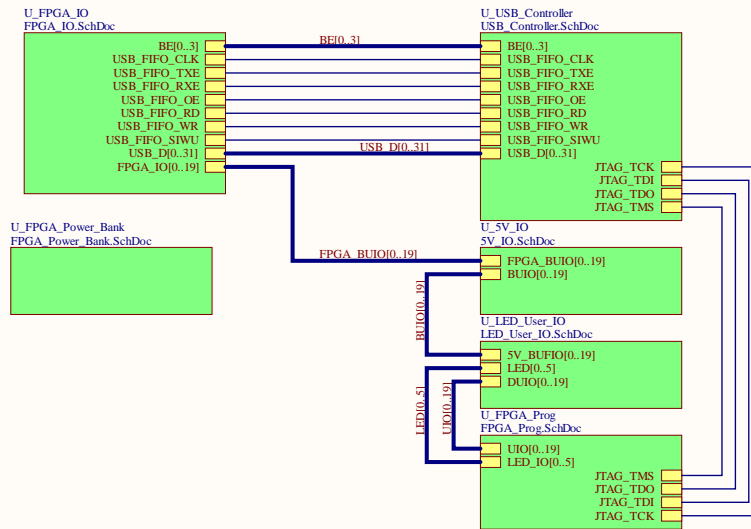 U_FPGA_IO
FPGA_IO.SchDoc
BE[0..3]
USB_FIFO_CLK
USB_FIFO_TXE
USB_FIFO_RXE
USB_FIFO_OE
USB_FIFO_RD
USB_FIFO_WR
USB_FIFO_SIWU
USB_D[0..31]
FPGA_IO[0..19]
BE[0..3]
USB_D[0..31]
FPGA_BUIO[0..19]
U_USB_Controller
USB_Controller.SchDoc
BE[0..3]
USB_FIFO_CLK
USB_FIFO_TXE
USB_FIFO_RXE
USB_FIFO_OE
USB_FIFO_RD
USB_FIFO_WR
USB_FIFO_SIWU
USB_D[0..31]
JTAG_TCK
JTAG_TDI
JTAG_TDO
JTAG_TMS
U_FPGA_Power_Bank
FPGA_Power_Bank.SchDoc
U_5V_IO
5V_IO.SchDoc
FPGA_BUIO[0..19]
BUIO[0..19]
BUIO[0..19]
U_LED_User_IO
LED_User_IO.SchDoc
5V_BUFIO[0..19]
LED[0..5]
DUIO[0..19]
LED[0..5]
UIO[0..19]
U_FPGA_Prog
FPGA_Prog.SchDoc
UIO[0..19]
LED_IO[0..5]
JTAG_TMS
JTAG_TDO
JTAG_TDI
JTAG_TCK